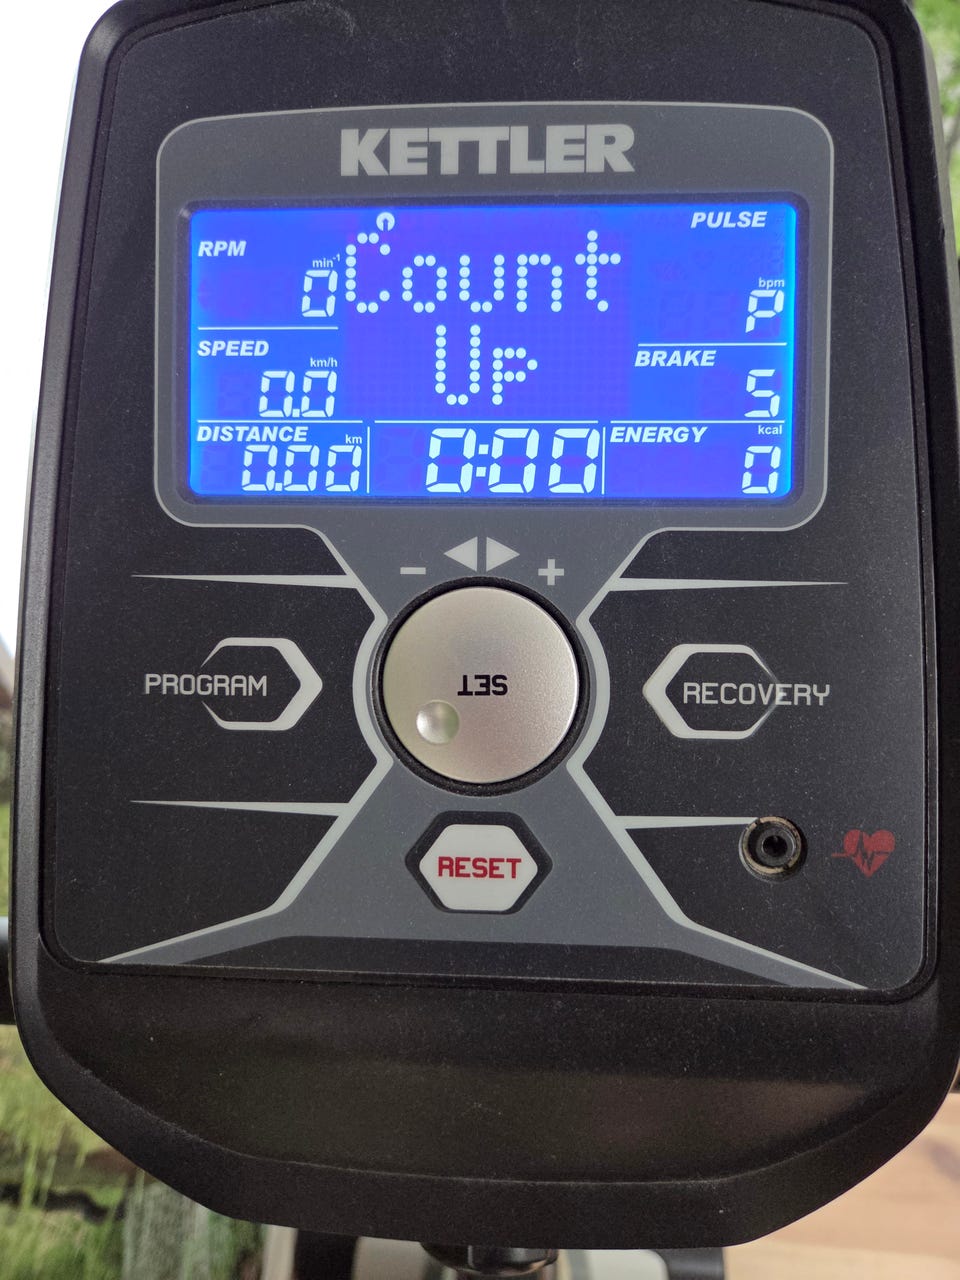 KETTLER
RPM
min-1
0
SPEED
km/h
0.0
DISTANCE
km
0.00
Count
Up
0:00
PULSE
bpm
P
BRAKE
5
ENERGY
kcal
0
- +
PROGRAM
SET
RECOVERY
RESET